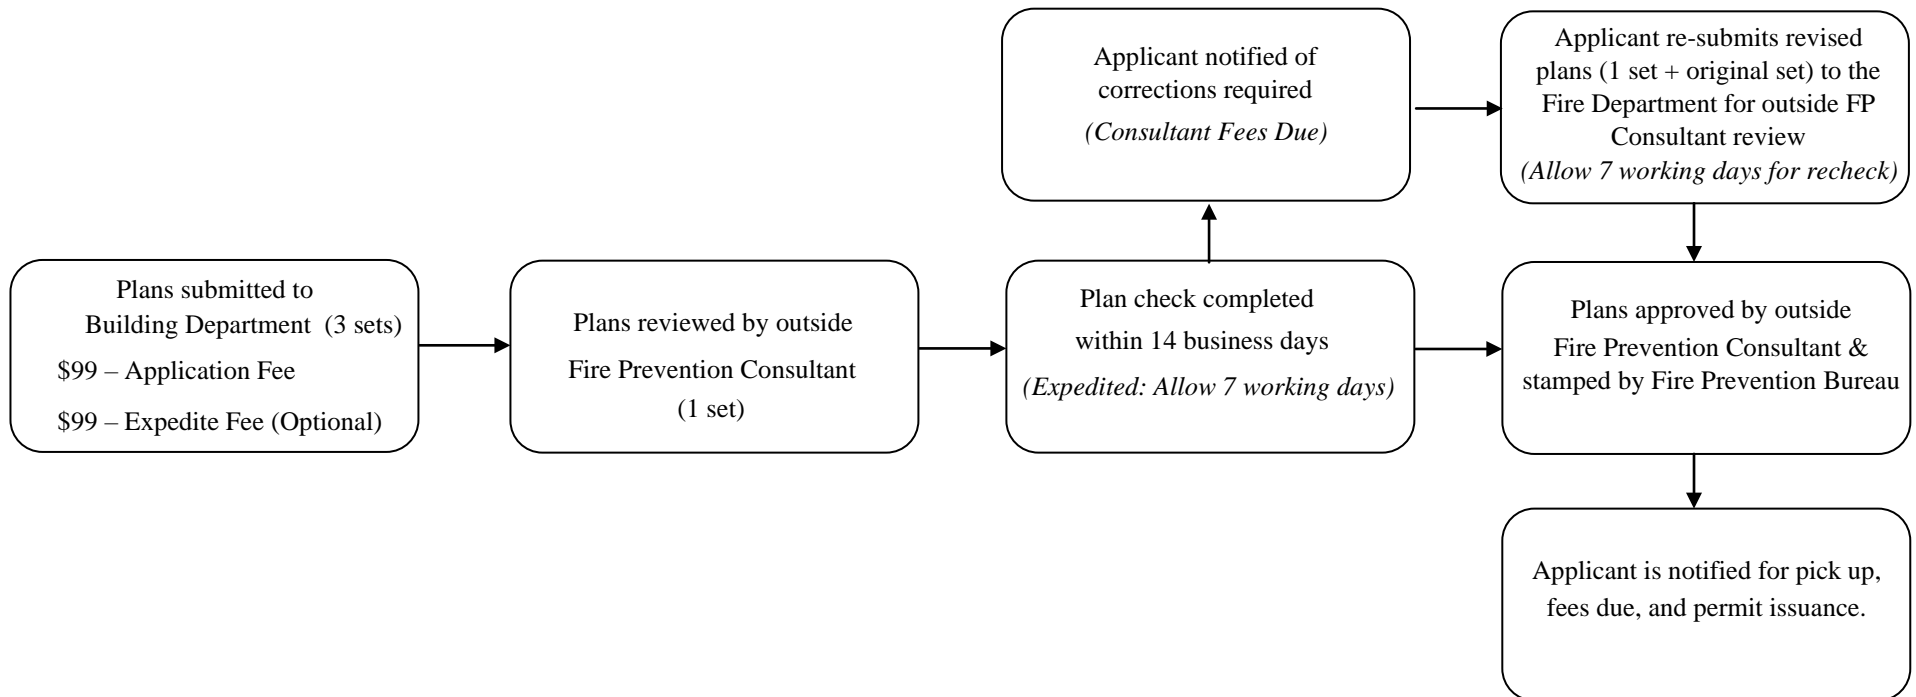 Applicant notified of
corrections required
(Consultant Fees Due)
Applicant re-submits revised
plans (1 set + original set) to the
Fire Department for outside FP
Consultant review
(Allow 7 working days for recheck)
Plans submitted to
Building Department (3 sets)
$99 – Application Fee
$99 – Expedite Fee (Optional)
Plans reviewed by outside
Fire Prevention Consultant
(1 set)
Plan check completed
within 14 business days
(Expedited: Allow 7 working days)
Plans approved by outside
Fire Prevention Consultant &
stamped by Fire Prevention Bureau
Applicant is notified for pick up,
fees due, and permit issuance.